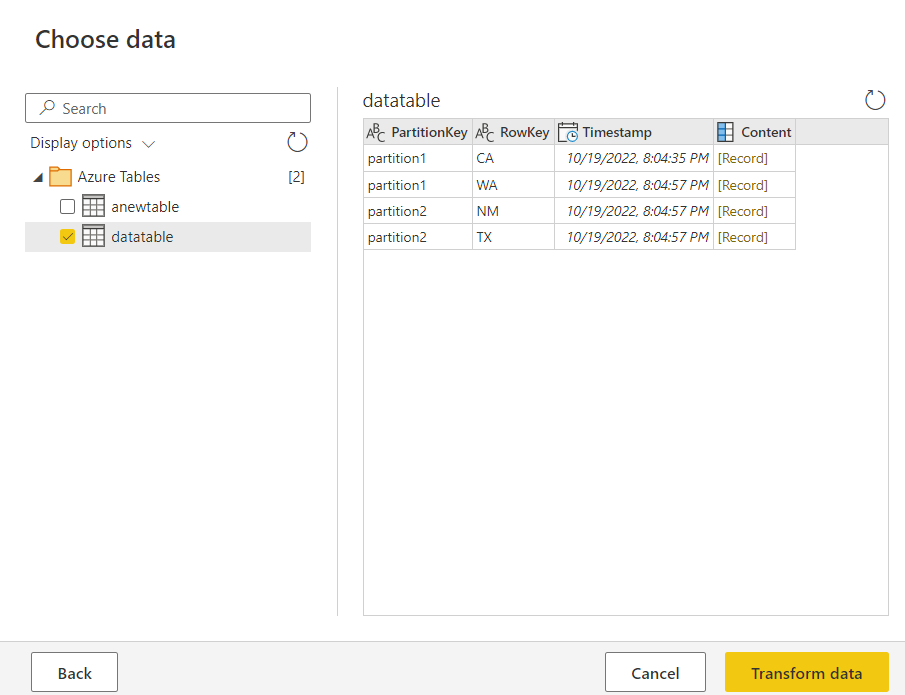 Choose data
Search
Display options
Azure Tables [2]
anewtable
datatable
datatable
ABC PartitionKey ABC RowKey Timestamp Content
partition1 CA 10/19/2022, 8:04:35 PM [Record]
partition1 WA 10/19/2022, 8:04:57 PM [Record]
partition2 NM 10/19/2022, 8:04:57 PM [Record]
partition2 TX 10/19/2022, 8:04:57 PM [Record]
Back Cancel Transform data